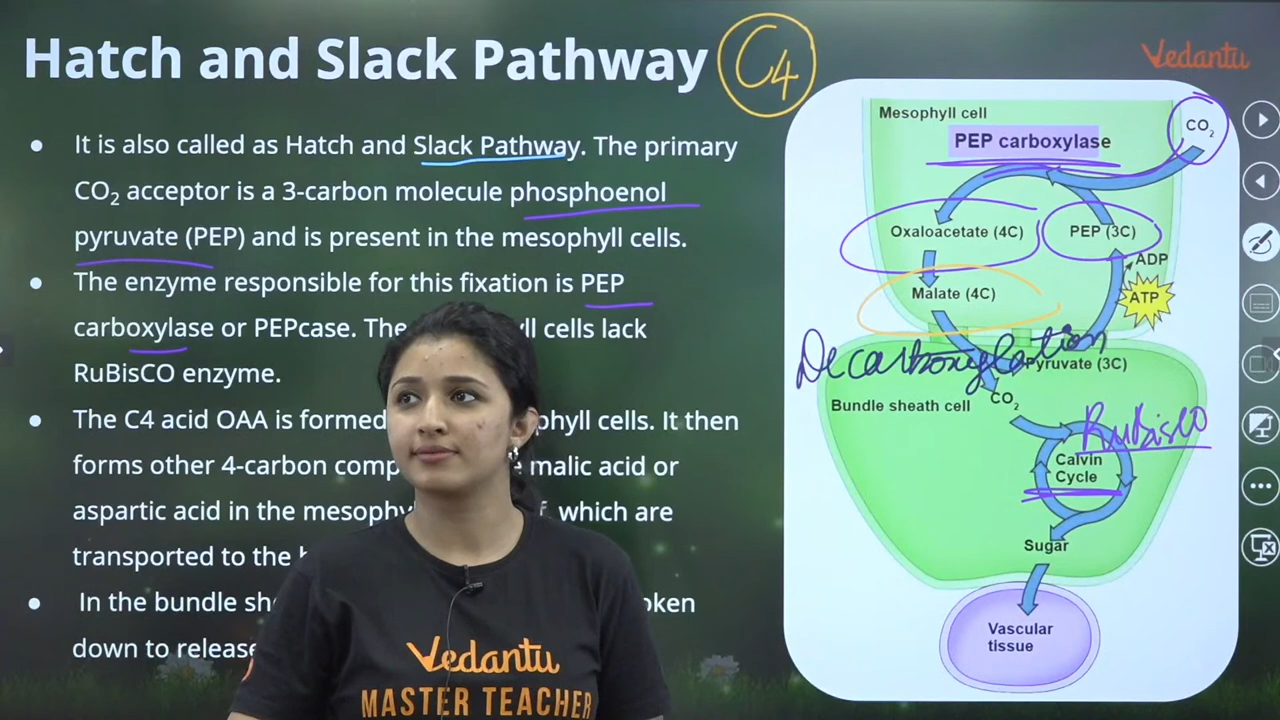 Hatch and Slack Pathway
C4
Vedantu
It is also called as Hatch and Slack Pathway. The primary
CO₂ acceptor is a 3-carbon molecule phosphoenol
pyruvate (PEP) and is present in the mesophyll cells.
The enzyme responsible for this fixation is PEP
carboxylase or PEPcase. The ll cells lack
RuBisCO enzyme.
The C4 acid OAA is formed phyll cells. It then
forms other 4-carbon comp malic acid or
aspartic acid in the mesophy f, which are
transported to the
In the bundle sh oken
down to release
Mesophyll cell
PEP carboxylase
CO₂
Oxaloacetate (4C)
PEP (3C)
ADP
ATP
Malate (4C)
Decarboxylation
Pyruvate (3C)
Bundle sheath cell
CO₂
RuBisCO
Calvin
Cycle
Sugar
Vascular
tissue
Vedantu
MASTER TEACHER